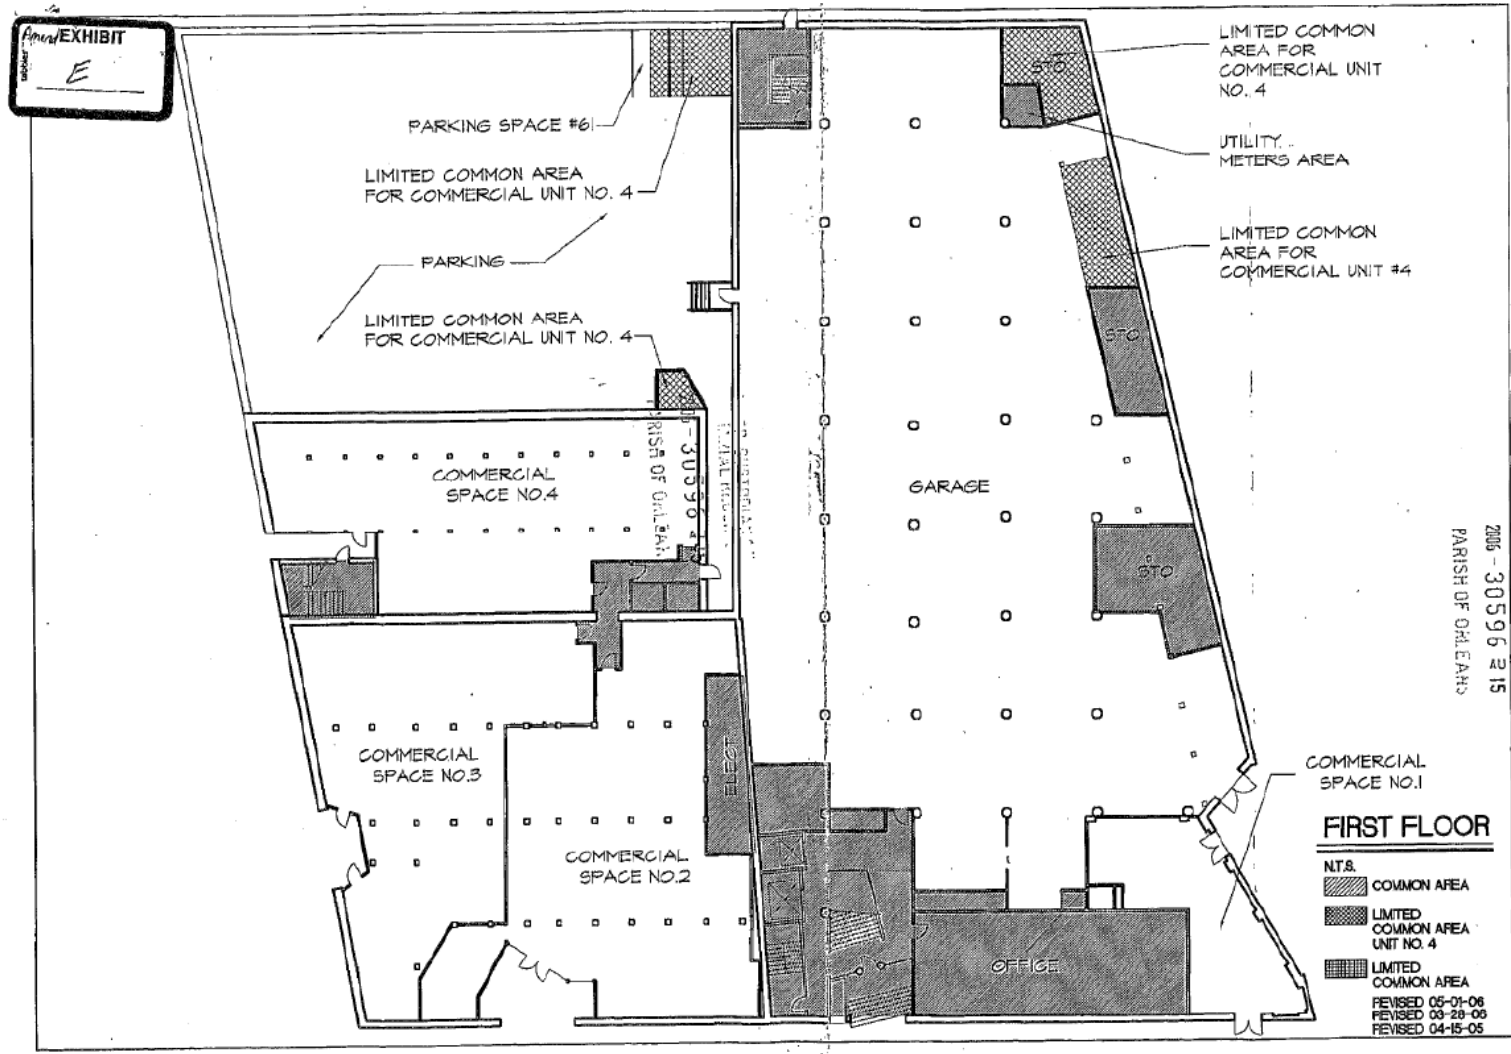 Amend EXHIBIT
E
PARKING SPACE #6
LIMITED COMMON AREA
FOR COMMERCIAL UNIT NO. 4
PARKING
LIMITED COMMON AREA
FOR COMMERCIAL UNIT NO. 4
COMMERCIAL
SPACE NO.4
COMMERCIAL
SPACE NO.3
COMMERCIAL
SPACE NO.2
ELECT
GARAGE
OFFICE
STO
STO
STO
LIMITED COMMON
AREA FOR
COMMERCIAL UNIT
NO. 4
UTILITY
METERS AREA
LIMITED COMMON
AREA FOR
COMMERCIAL UNIT #4
2006-30596
PARISH OF ORLEANS
COMMERCIAL
SPACE NO.1
FIRST FLOOR
N.T.S.
COMMON AREA
LIMITED
COMMON AREA
UNIT NO. 4
LIMITED
COMMON AREA
REVISED 05-01-06
REVISED 03-28-06
REVISED 04-15-05